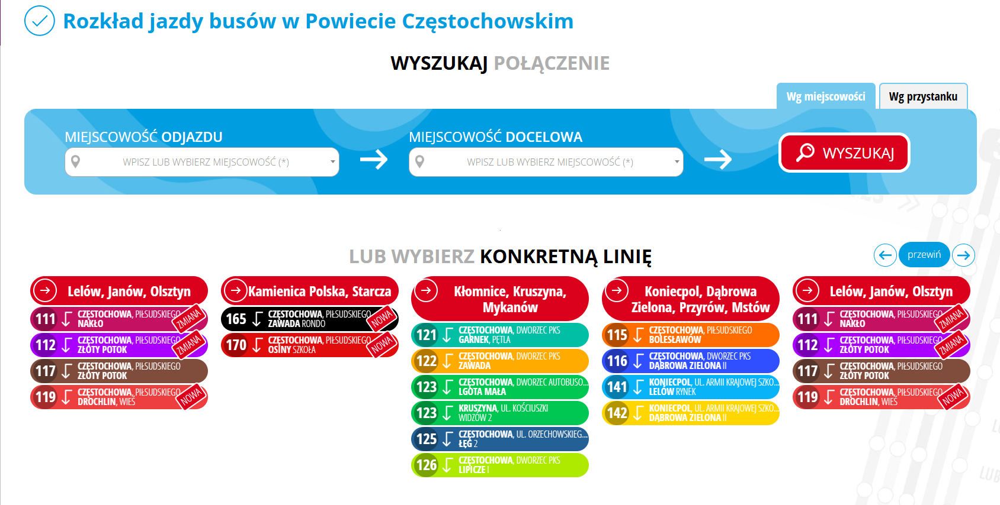 Rozkład jazdy busów w Powiecie Częstochowskim
WYSZUKAJ POŁĄCZENIE
Wg miejscowości
Wg przystanku
MIEJSCOWOŚĆ ODJAZDU
WPISZ LUB WYBIERZ MIEJSCOWOŚĆ (*)
MIEJSCOWOŚĆ DOCELOWA
WPISZ LUB WYBIERZ MIEJSCOWOŚĆ (*)
WYSZUKAJ
LUB WYBIERZ KONKRETNĄ LINIĘ
przewiń
Lelów, Janów, Olsztyn
111 CZĘSTOCHOWA, PIŁSUDSKIEGO
NAKŁO
ZMIANA
112 CZĘSTOCHOWA, PIŁSUDSKIEGO
ZŁOTY POTOK
ZMIANA
117 CZĘSTOCHOWA, PIŁSUDSKIEGO
ZŁOTY POTOK
119 CZĘSTOCHOWA, PIŁSUDSKIEGO
DROCHLIN, WIEŚ
NOWA
Kamienica Polska, Starcza
165 CZĘSTOCHOWA, PIŁSUDSKIEGO
ZAWADA RONDO
NOWA
170 CZĘSTOCHOWA, PIŁSUDSKIEGO
OSINY SZKOŁA
NOWA
Kłomnice, Kruszyna,
Mykanów
121 CZĘSTOCHOWA, DWORZEC PKS
GARNEK, PĘTLA
122 CZĘSTOCHOWA, DWORZEC PKS
ZAWADA
123 CZĘSTOCHOWA, DWORZEC AUTOBUSO...
LGOTA MAŁA
123 KRUSZYNA, UL. KOŚCIUSZKI
WIDZÓW 2
125 CZĘSTOCHOWA, UL. ORZECHOWSKIEG...
ŁĘG 2
126 CZĘSTOCHOWA, DWORZEC PKS
LIPICZE I
Koniecpol, Dąbrowa
Zielona, Przyrów, Mstów
115 CZĘSTOCHOWA, PIŁSUDSKIEGO
BOLESŁAWÓW
116 CZĘSTOCHOWA, DWORZEC PKS
DĄBROWA ZIELONA II
141 KONIECPOL, UL. ARMII KRAJOWEJ SZKO...
LELÓW RYNEK
142 KONIECPOL, UL. ARMII KRAJOWEJ SZKO...
DĄBROWA ZIELONA II
Lelów, Janów, Olsztyn
111 CZĘSTOCHOWA, PIŁSUDSKIEGO
NAKŁO
ZMIANA
112 CZĘSTOCHOWA, PIŁSUDSKIEGO
ZŁOTY POTOK
ZMIANA
117 CZĘSTOCHOWA, PIŁSUDSKIEGO
ZŁOTY POTOK
119 CZĘSTOCHOWA, PIŁSUDSKIEGO
DROCHLIN, WIEŚ
NOWA